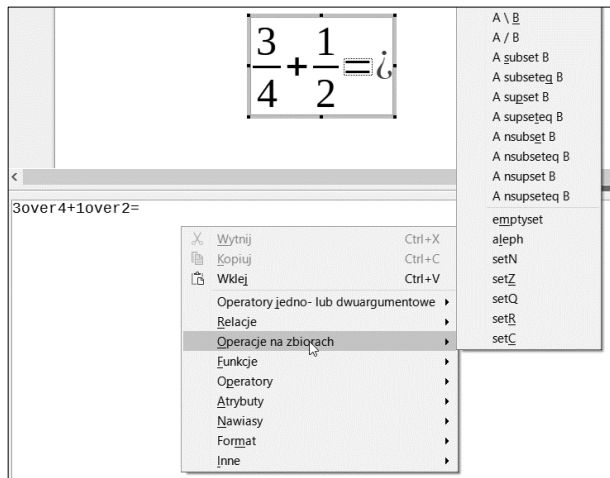 3/4 + 1/2 = ¿
3over4+1over2=
Wytnij Ctrl+X
Kopiuj Ctrl+C
Wklej Ctrl+V
Operatory jedno- lub dwuargumentowe
Relacje
Operacje na zbiorach
Funkcje
Operatory
Atrybuty
Nawiasy
Format
Inne
A \ B
A / B
A subset B
A subseteq B
A supset B
A supseteq B
A nsubset B
A nsubseteq B
A nsupset B
A nsupseteq B
emptyset
aleph
setN
setZ
setQ
setR
setC